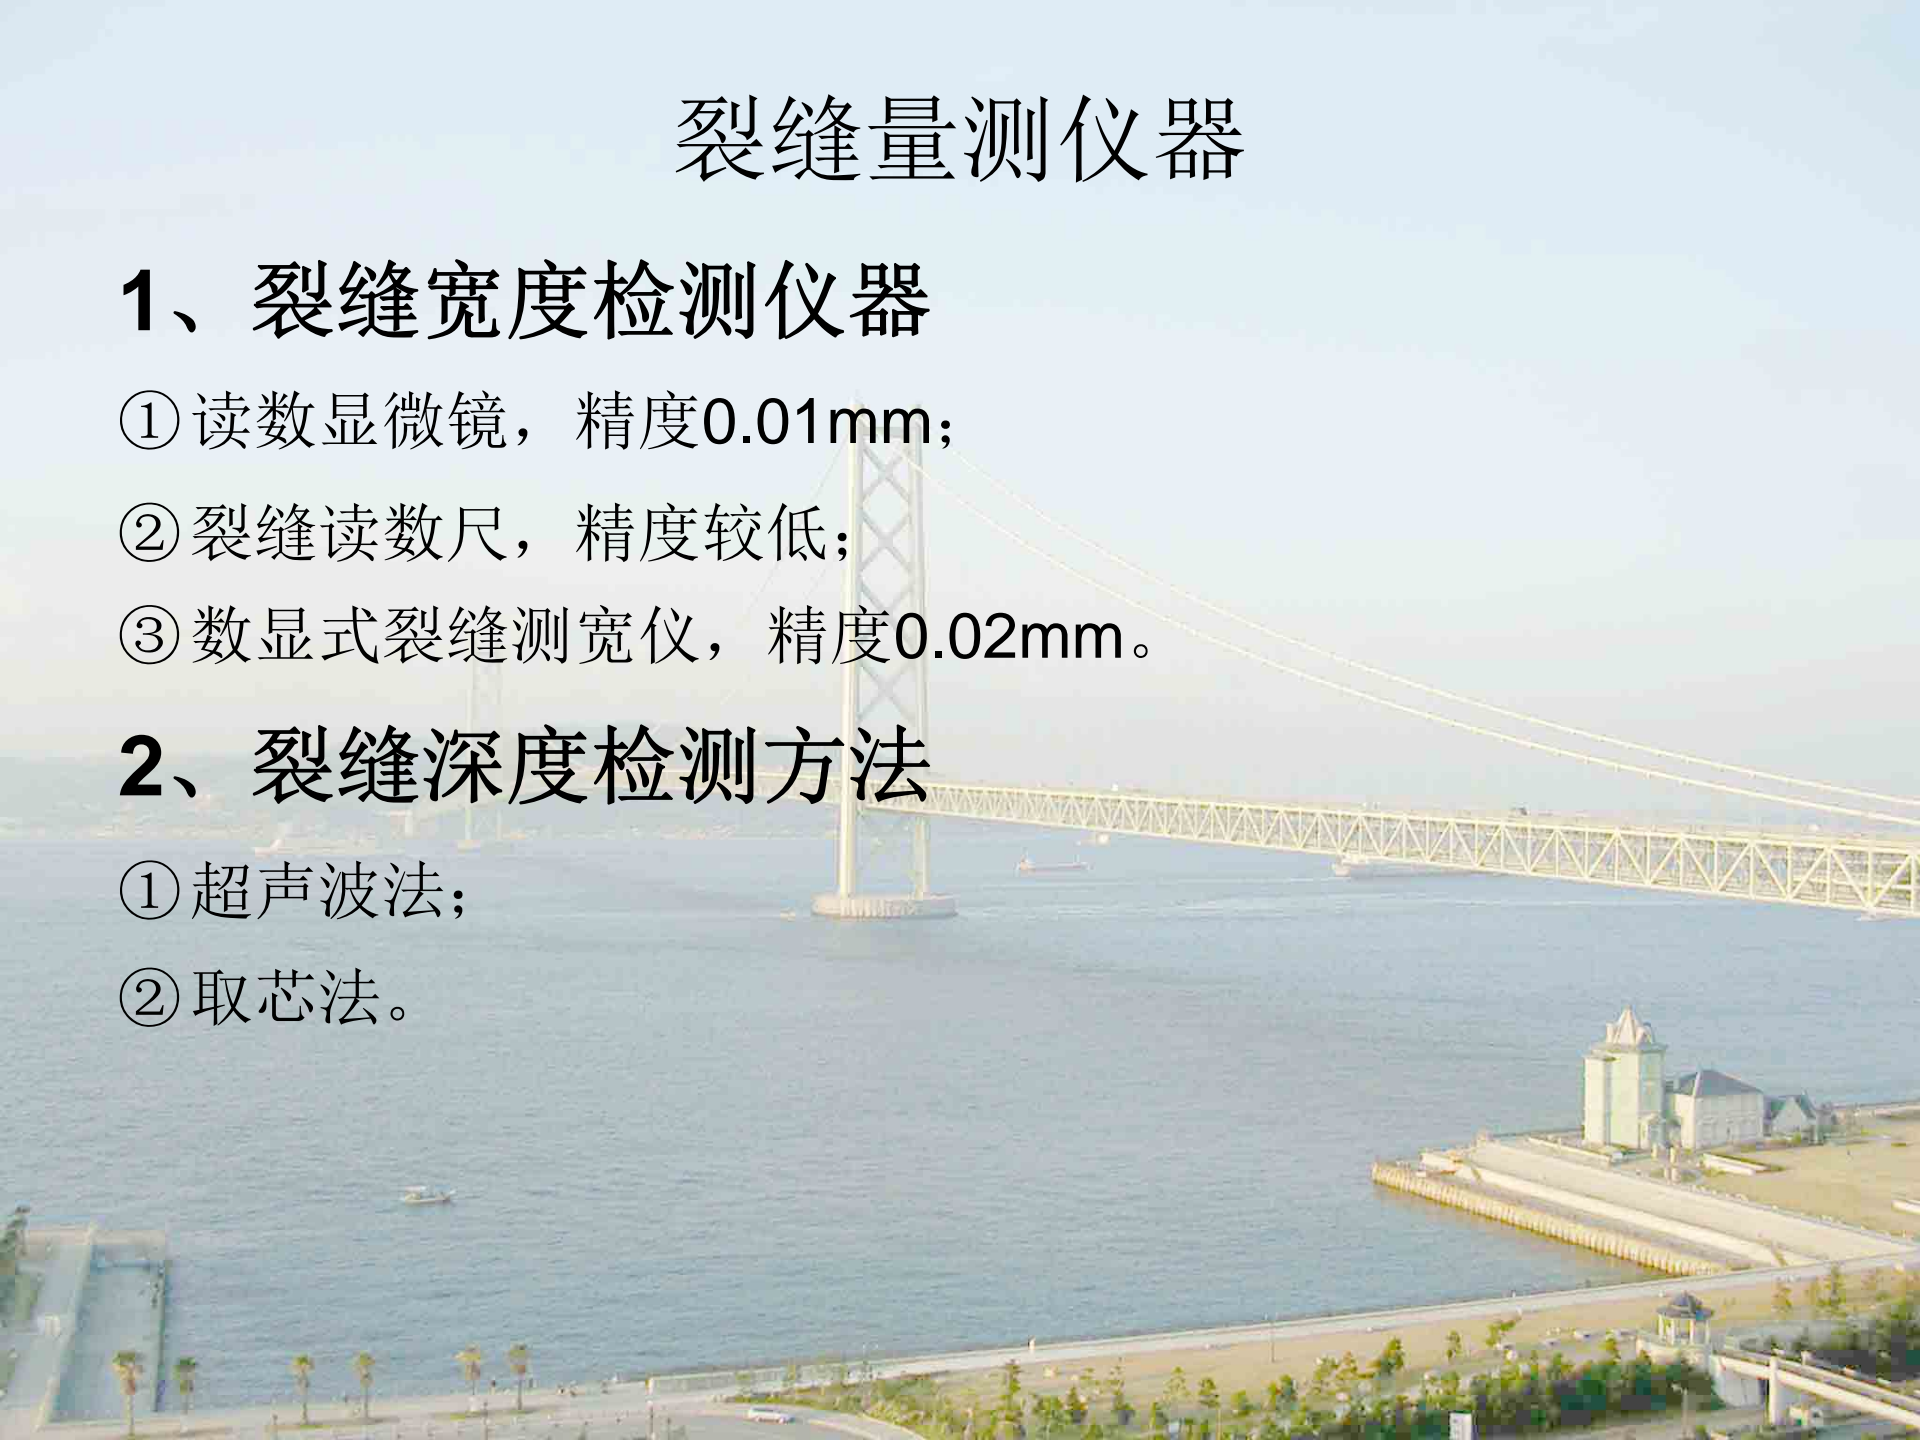 裂缝量测仪器
1、裂缝宽度检测仪器
①读数显微镜，精度0.01mm；
②裂缝读数尺，精度较低；
③数显式裂缝测宽仪，精度0.02mm。
2、裂缝深度检测方法
①超声波法；
②取芯法。